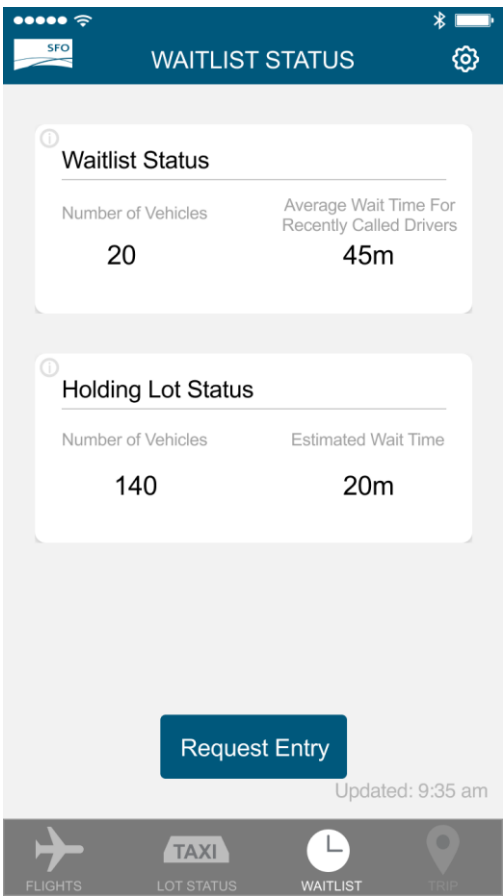 SFO
WAITLIST STATUS
Waitlist Status
Number of Vehicles
Average Wait Time For
Recently Called Drivers
20
45m
Holding Lot Status
Number of Vehicles
Estimated Wait Time
140
20m
Request Entry
Updated: 9:35 am
TAXI
FLIGHTS
LOT STATUS
WAITLIST
TRIP